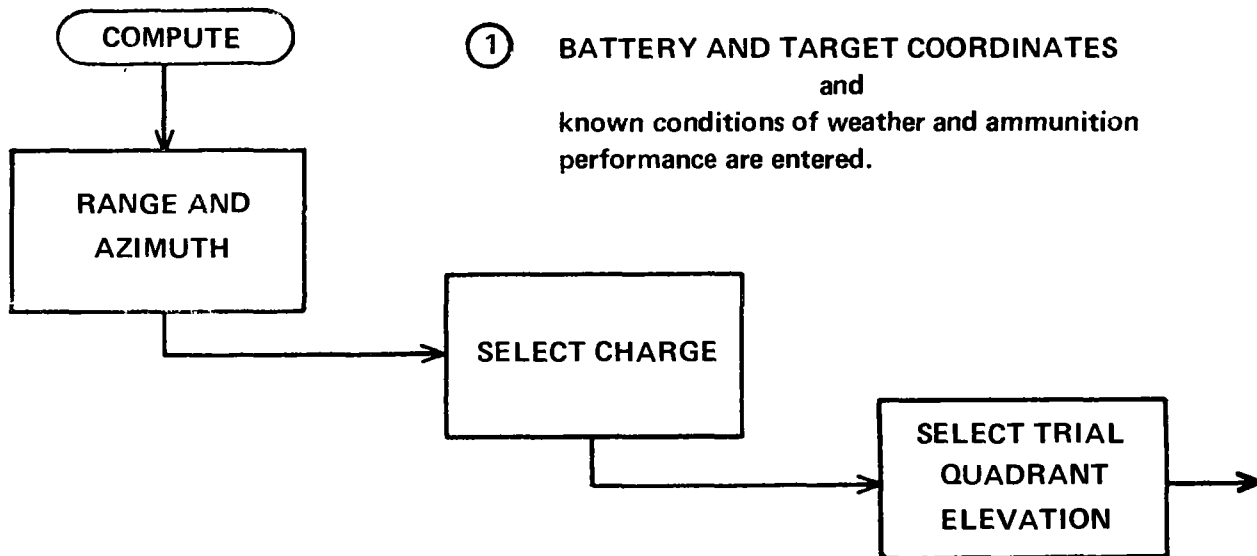 COMPUTE
1 BATTERY AND TARGET COORDINATES
and
known conditions of weather and ammunition
performance are entered.
RANGE AND
AZIMUTH
SELECT CHARGE
SELECT TRIAL
QUADRANT
ELEVATION